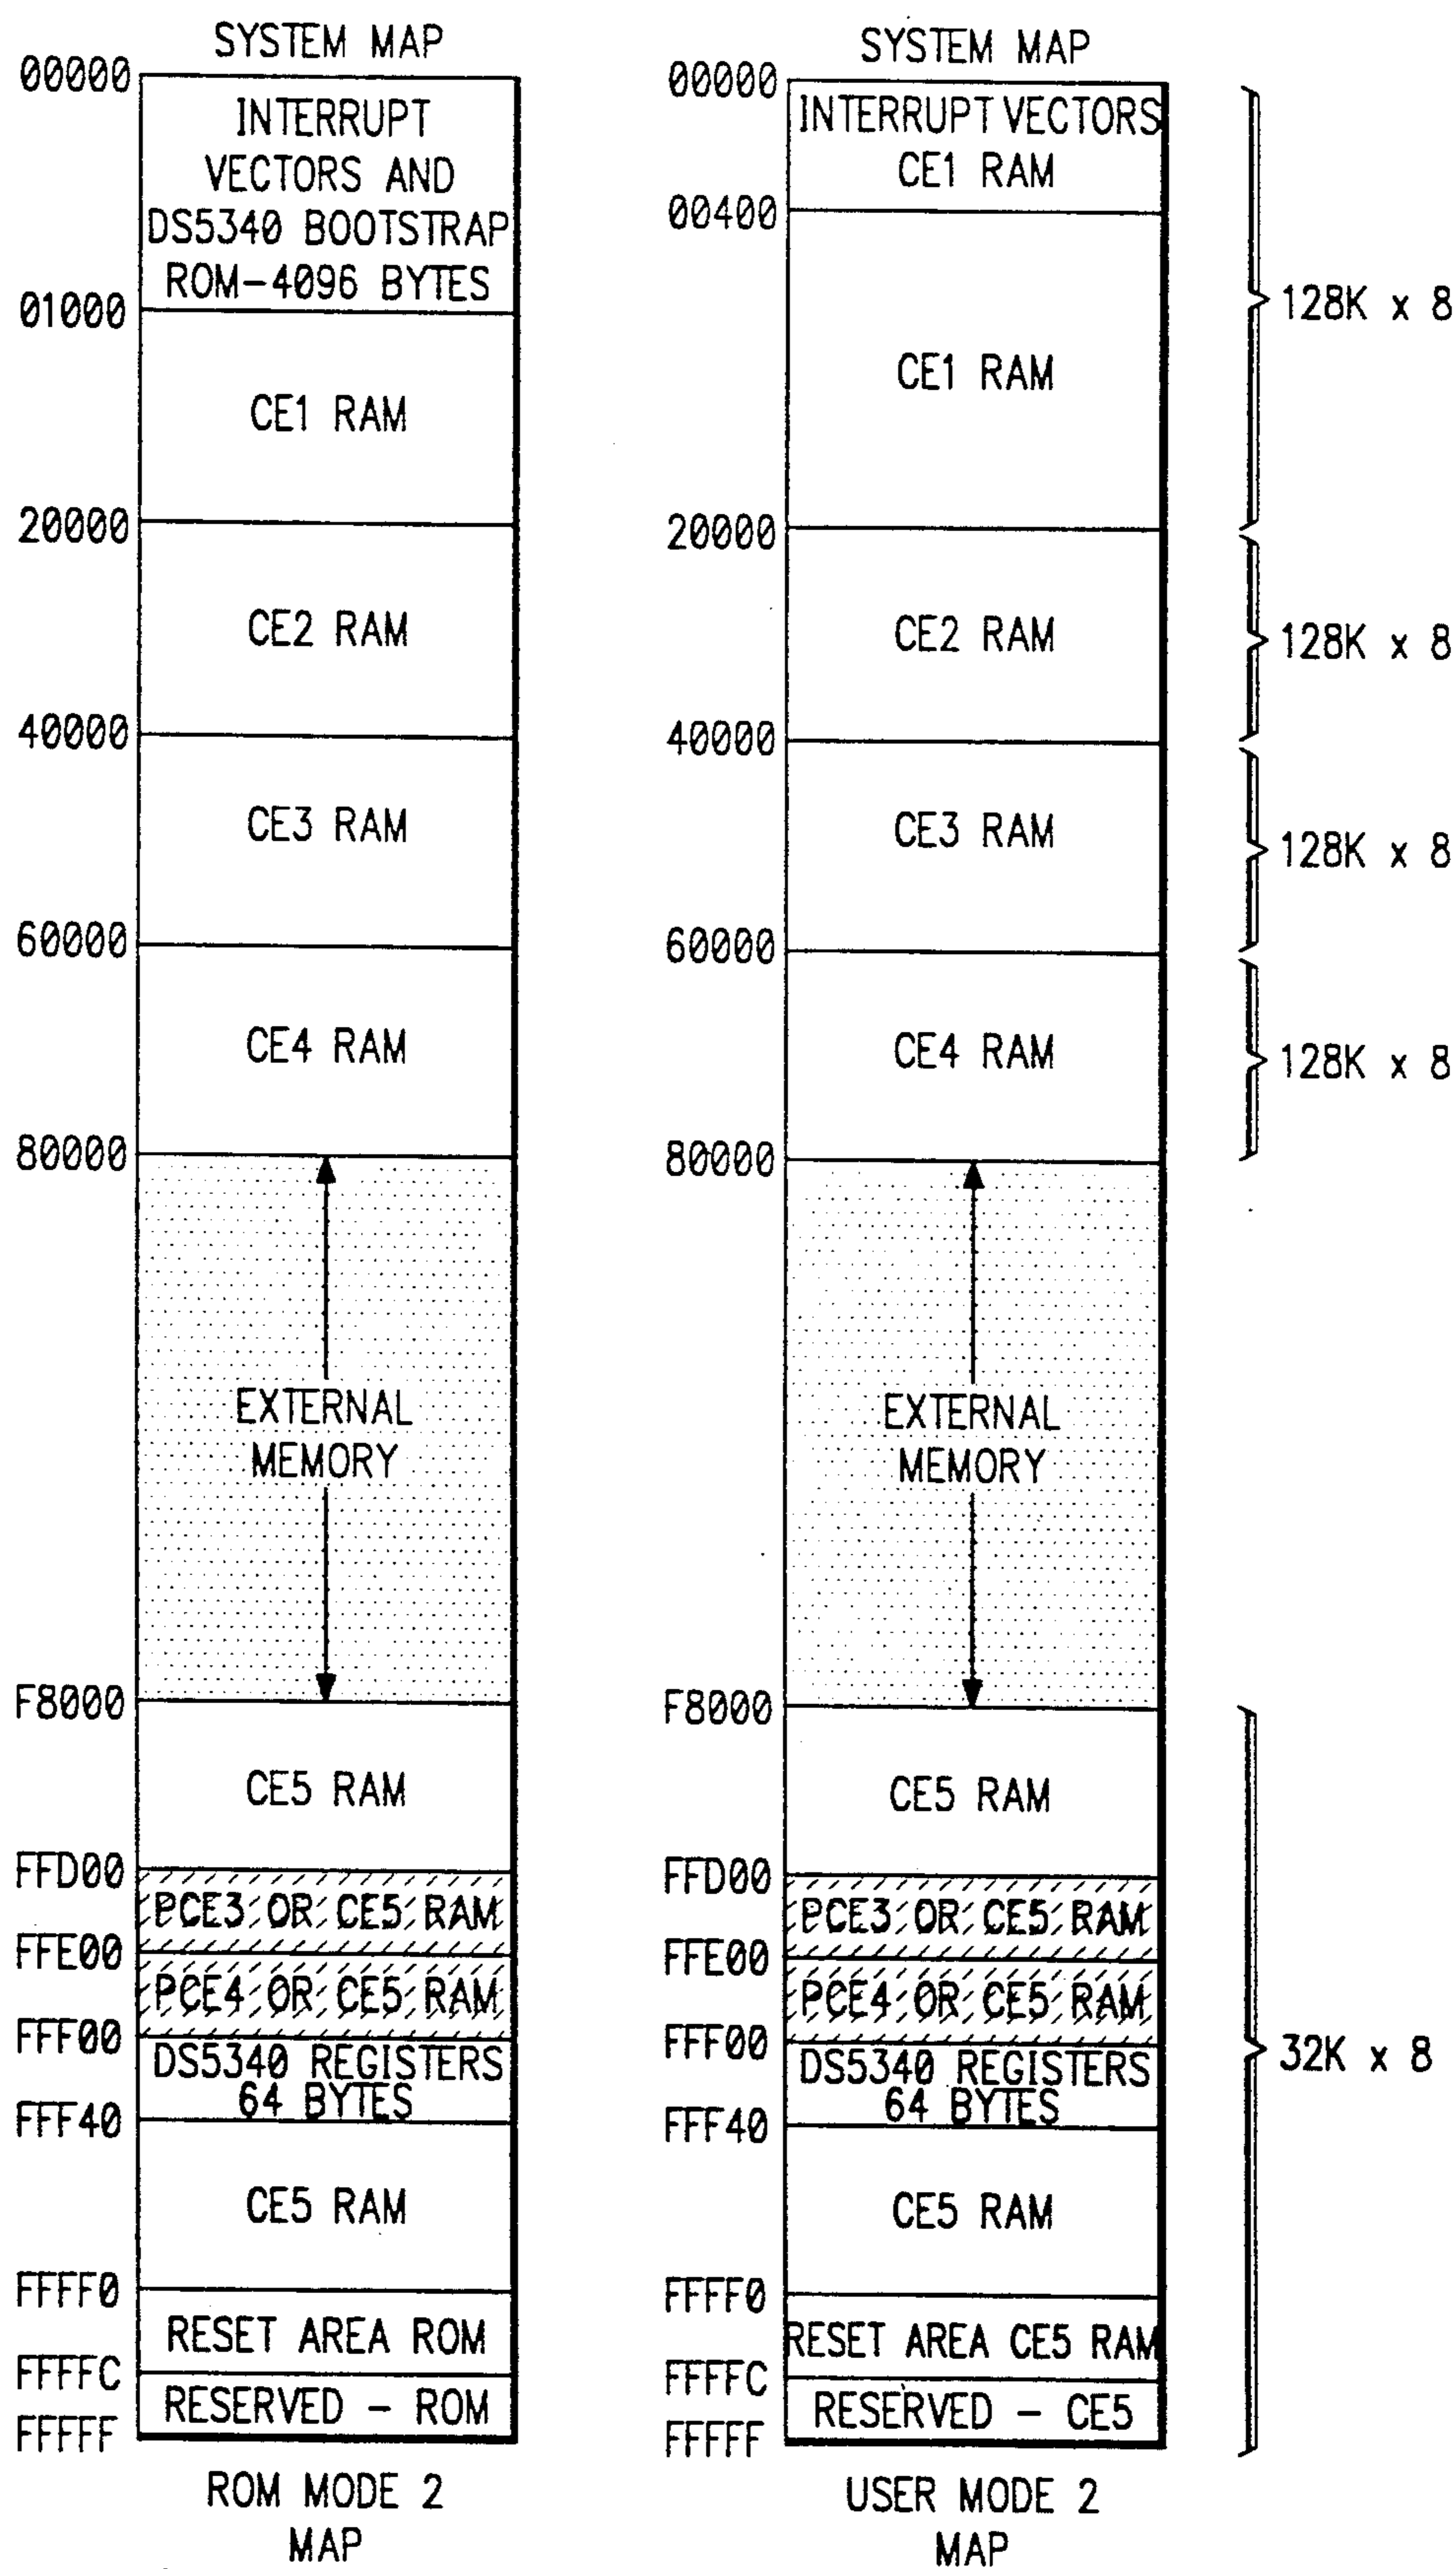 SYSTEM MAP
00000
INTERRUPT
VECTORS AND
DS5340 BOOTSTRAP
ROM-4096 BYTES
01000
CE1 RAM
20000
CE2 RAM
40000
CE3 RAM
60000
CE4 RAM
80000
EXTERNAL
MEMORY
F8000
CE5 RAM
FFD00
PCE3 OR CE5 RAM
FFE00
PCE4 OR CE5 RAM
FFF00
DS5340 REGISTERS
64 BYTES
FFF40
CE5 RAM
FFFF0
RESET AREA ROM
FFFFC
RESERVED - ROM
FFFFF
ROM MODE 2
MAP
SYSTEM MAP
00000
INTERRUPT VECTORS
CE1 RAM
00400
CE1 RAM
128K x 8
20000
CE2 RAM
128K x 8
40000
CE3 RAM
128K x 8
60000
CE4 RAM
128K x 8
80000
EXTERNAL
MEMORY
F8000
CE5 RAM
FFD00
PCE3 OR CE5 RAM
FFE00
PCE4 OR CE5 RAM
FFF00
DS5340 REGISTERS
64 BYTES
32K x 8
FFF40
CE5 RAM
FFFF0
RESET AREA CE5 RAM
FFFFC
RESERVED - CE5
FFFFF
USER MODE 2
MAP